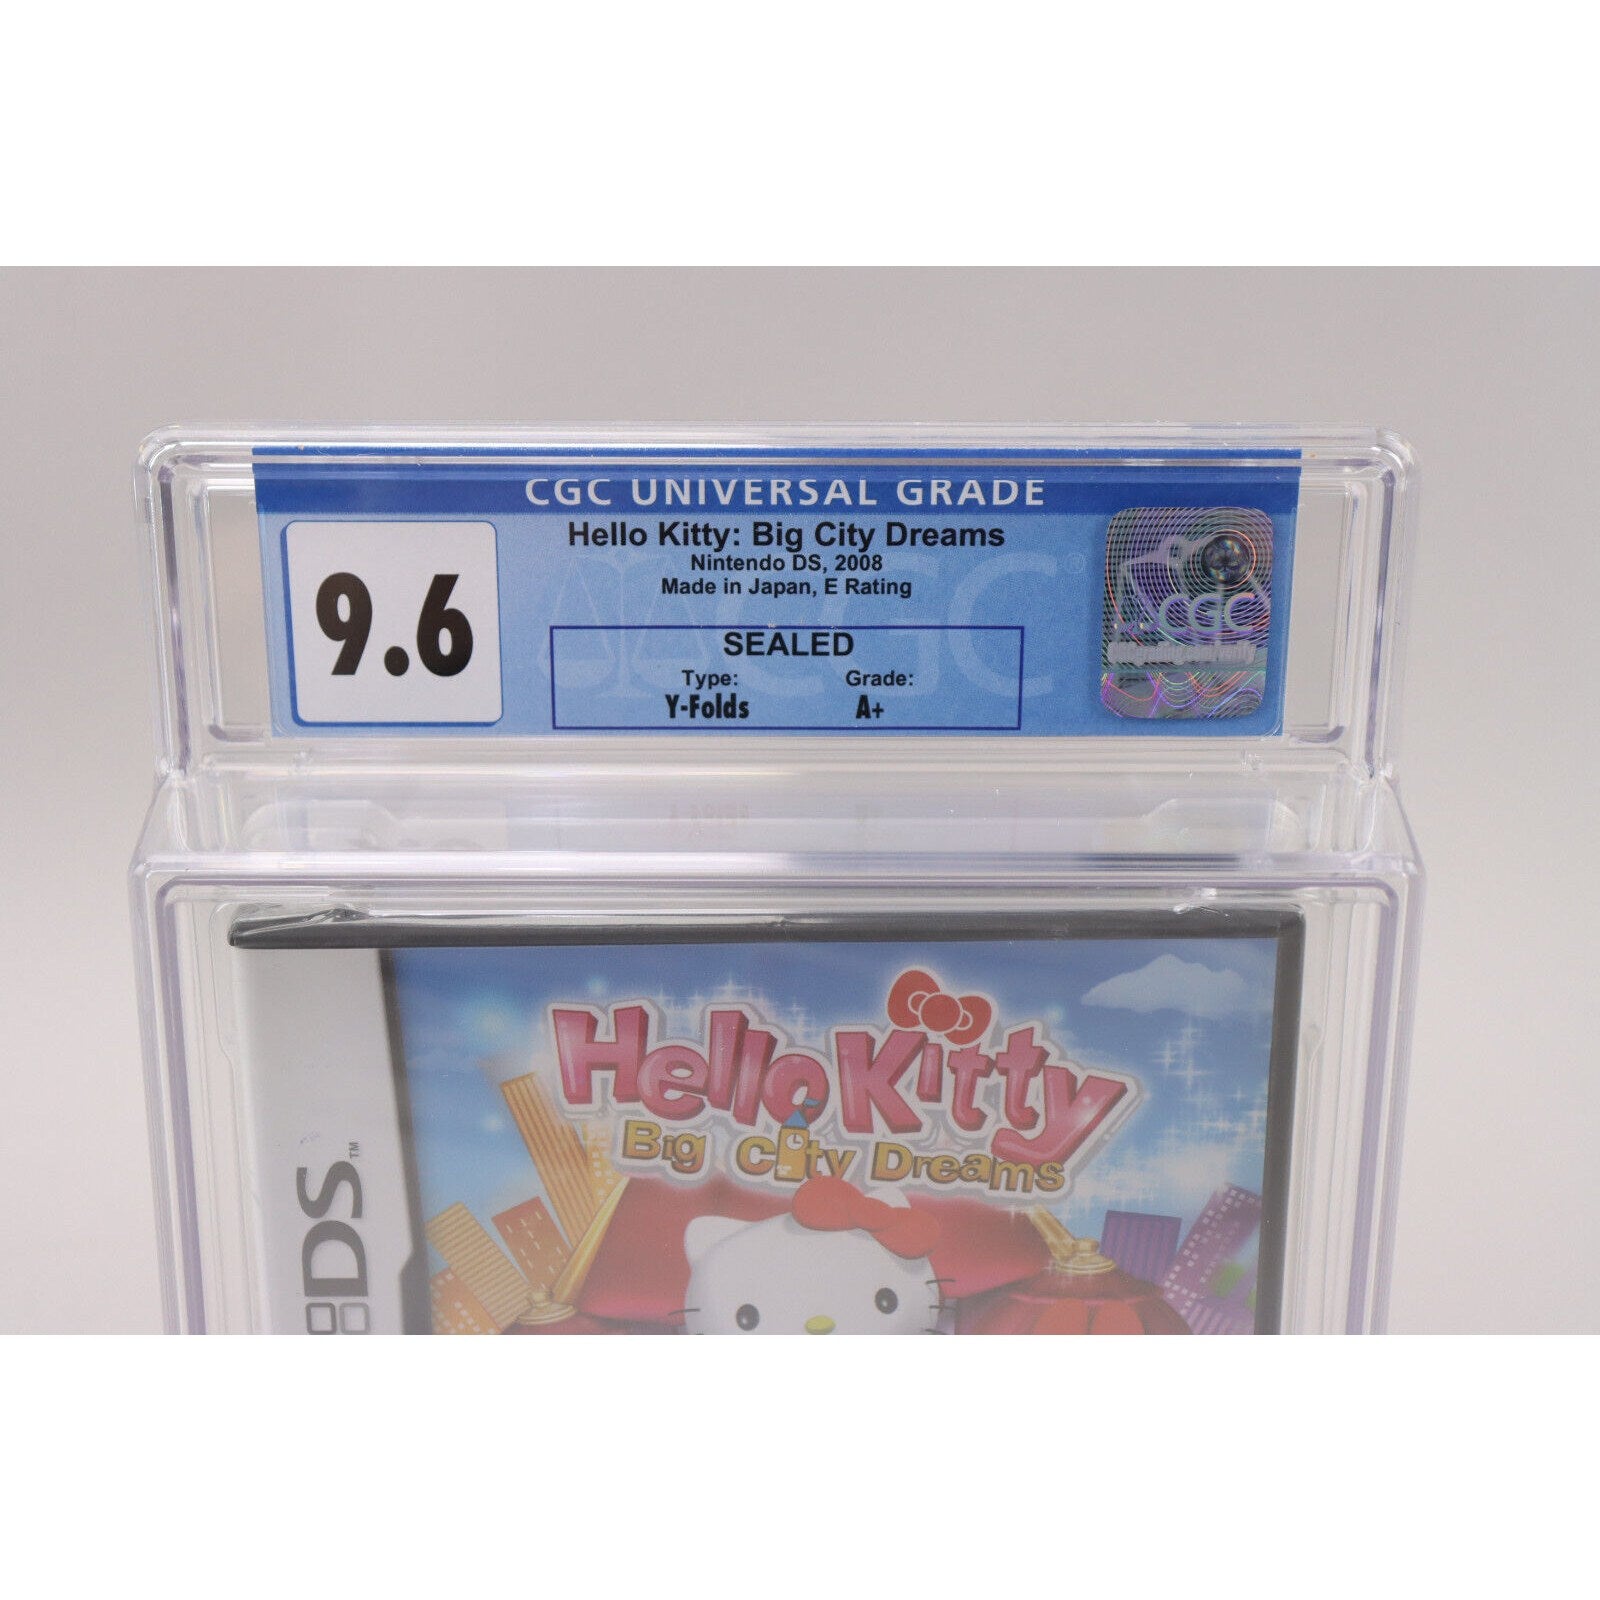 CGC UNIVERSAL GRADE
9.6
Hello Kitty: Big City Dreams
Nintendo DS, 2008
Made in Japan, E Rating
SEALED
Type: Grade:
Y-Folds A+
CGC
DS™
Hello Kitty
Big City Dreams